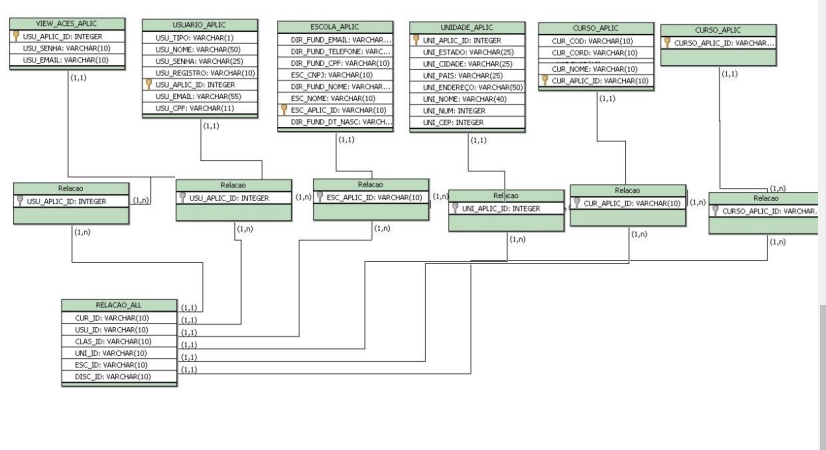 VIEW_ACES_APLIC
USU_APLIC_ID: INTEGER
USU_SENHA: VARCHAR(10)
USU_EMAIL: VARCHAR(10)
(1,1)
USUARIO_APLIC
USU_TIPO: VARCHAR(1)
USU_NOME: VARCHAR(50)
USU_SENHA: VARCHAR(25)
USU_REGISTRO: VARCHAR(10)
USU_APLIC_ID: INTEGER
USU_EMAIL: VARCHAR(55)
USU_CPF: VARCHAR(11)
(1,1)
ESCOLA_APLIC
DIR_FUND_EMAIL: VARCHAR...
DIR_FUND_TELEFONE: VARC...
DIR_FUND_CPF: VARCHAR(10)
ESC_CNPJ: VARCHAR(10)
DIR_FUND_NOME: VARCHAR...
ESC_NOME: VARCHAR(10)
ESC_APLIC_ID: VARCHAR(10)
DIR_FUND_DT_NASC: VARCH...
(1,1)
UNIDADE_APLIC
UNI_APLIC_ID: INTEGER
UNI_ESTADO: VARCHAR(25)
UNI_CIDADE: VARCHAR(25)
UNI_PAIS: VARCHAR(25)
UNI_ENDEREÇO: VARCHAR(50)
UNI_NOME: VARCHAR(40)
UNI_NUM: INTEGER
UNI_CEP: INTEGER
(1,1)
CURSO_APLIC
CUR_COD: VARCHAR(10)
CUR_CORD: VARCHAR(10)
CUR_NOME: VARCHAR(10)
CUR_APLIC_ID: VARCHAR(10)
(1,1)
CURSO_APLIC
CURSO_APLIC_ID: VARCHAR...
(1,1)
Relacao
USU_APLIC_ID: INTEGER
(1,n)
(1,n)
Relacao
USU_APLIC_ID: INTEGER
(1,n)
(1,n)
Relacao
ESC_APLIC_ID: VARCHAR(10)
(1,n)
(1,n)
Relacao
UNI_APLIC_ID: INTEGER
(1,n)
Relacao
CUR_APLIC_ID: VARCHAR(10)
(1,n)
(1,n)
(1,n)
Relacao
CURSO_APLIC_ID: VARCHAR...
(1,n)
RELACAO_ALL
CUR_ID: VARCHAR(10)
USU_ID: VARCHAR(10)
CLAS_ID: VARCHAR(10)
UNI_ID: VARCHAR(10)
ESC_ID: VARCHAR(10)
DISC_ID: VARCHAR(10)
(1,1)
(1,1)
(1,1)
(1,1)
(1,1)
(1,1)